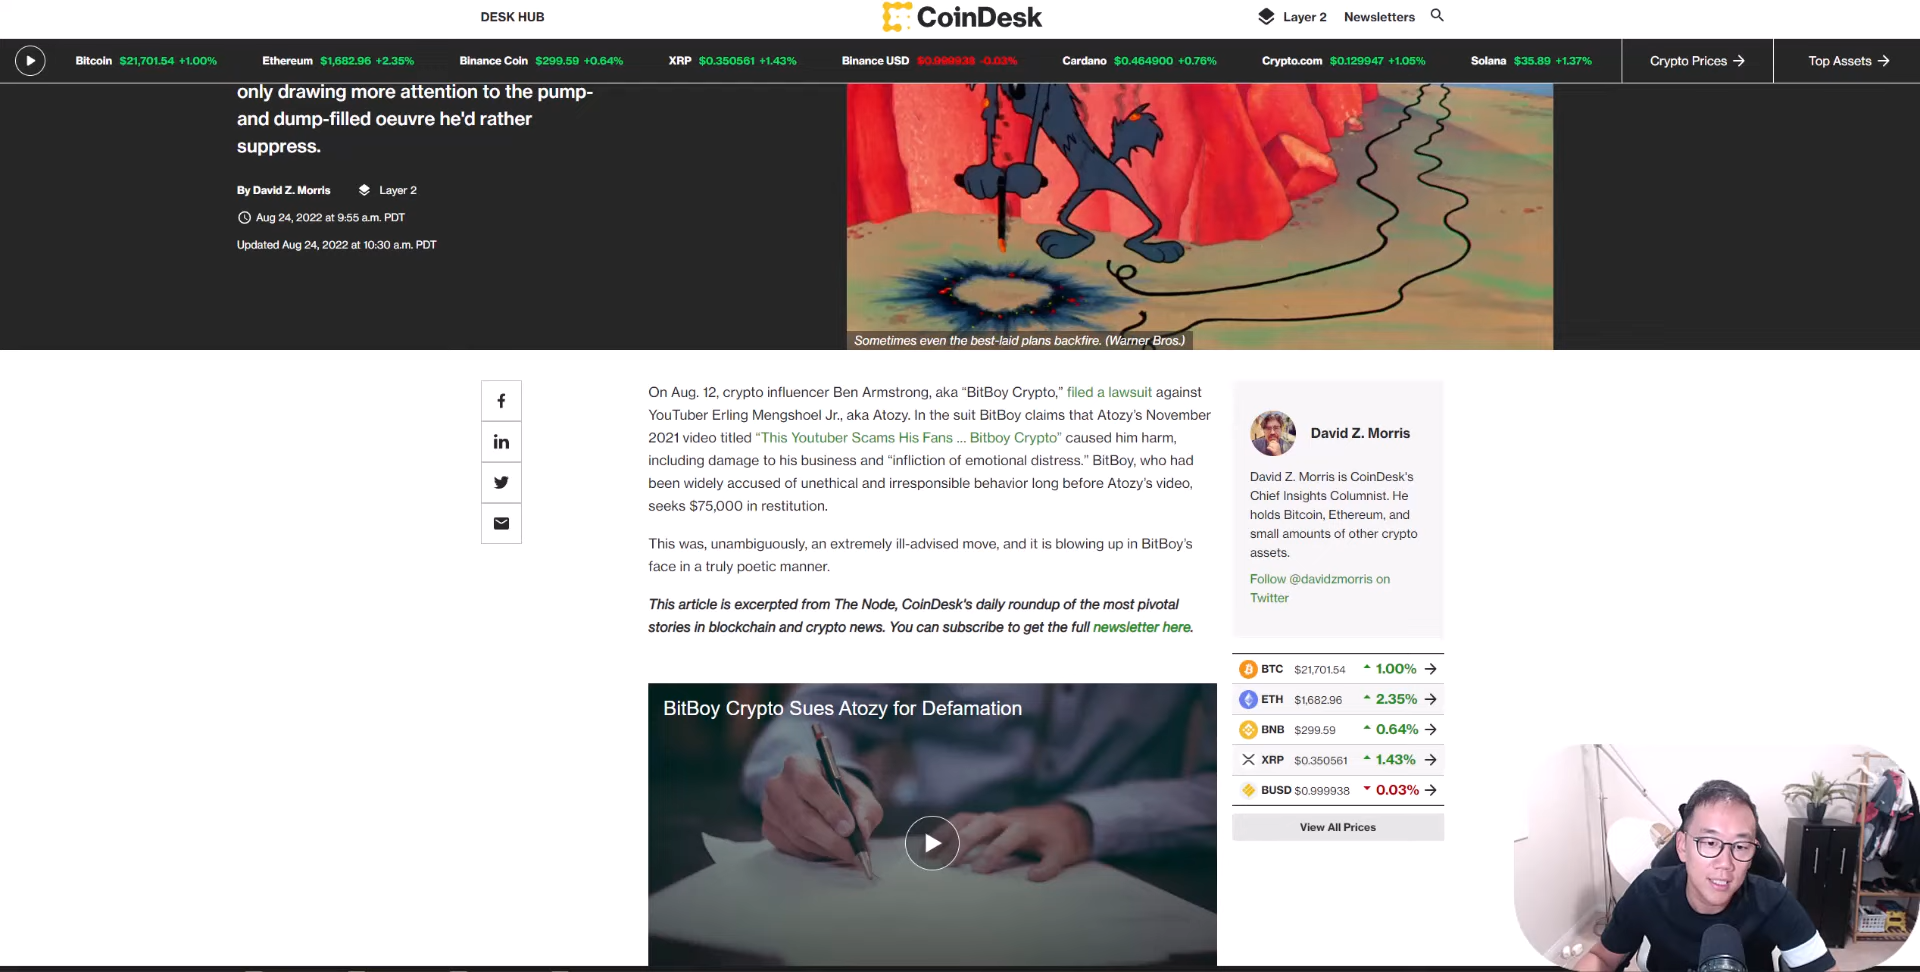 DESK HUB
CoinDesk
Layer 2
Newsletters
Bitcoin $21,701.54 +1.00%
Ethereum $1,682.96 +2.35%
Binance Coin $299.59 +0.64%
XRP $0.350561 +1.43%
Binance USD $0.999938 -0.03%
Cardano $0.464900 +0.76%
Crypto.com $0.129947 +1.05%
Solana $35.89 +1.37%
Crypto Prices
Top Assets
only drawing more attention to the pump-
and dump-filled oeuvre he'd rather
suppress.
By David Z. Morris
Layer 2
Aug 24, 2022 at 9:55 a.m. PDT
Updated Aug 24, 2022 at 10:30 a.m. PDT
Sometimes even the best-laid plans backfire. (Warner Bros.)
On Aug. 12, crypto influencer Ben Armstrong, aka “BitBoy Crypto,” filed a lawsuit against
YouTuber Erling Mengshoel Jr., aka Atozy. In the suit BitBoy claims that Atozy’s November
2021 video titled “This Youtuber Scams His Fans ... Bitboy Crypto” caused him harm,
including damage to his business and “infliction of emotional distress.” BitBoy, who had
been widely accused of unethical and irresponsible behavior long before Atozy’s video,
seeks $75,000 in restitution.
This was, unambiguously, an extremely ill-advised move, and it is blowing up in BitBoy’s
face in a truly poetic manner.
This article is excerpted from The Node, CoinDesk's daily roundup of the most pivotal
stories in blockchain and crypto news. You can subscribe to get the full newsletter here.
BitBoy Crypto Sues Atozy for Defamation
David Z. Morris
David Z. Morris is CoinDesk's
Chief Insights Columnist. He
holds Bitcoin, Ethereum, and
small amounts of other crypto
assets.
Follow @davidzmorris on
Twitter
BTC $21,701.54 1.00%
ETH $1,682.96 2.35%
BNB $299.59 0.64%
XRP $0.350561 1.43%
BUSD $0.999938 0.03%
View All Prices